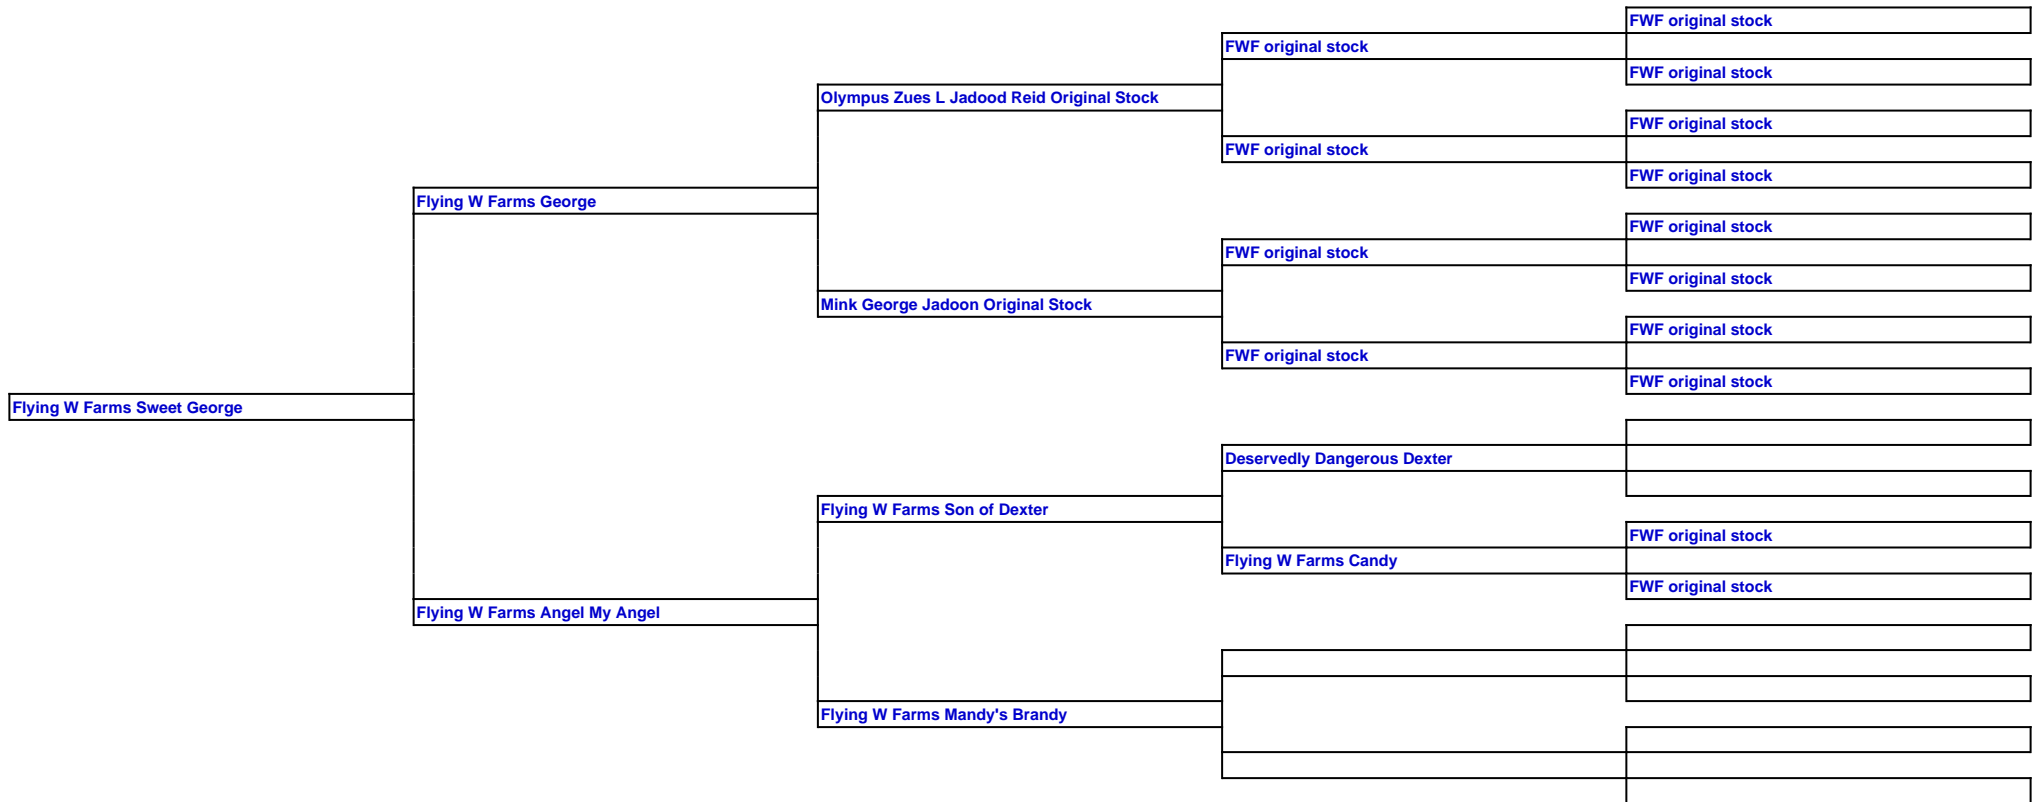 FWF original stock
FWF original stock
FWF original stock
Olympus Zues L Jadood Reid Original Stock
FWF original stock
FWF original stock
FWF original stock
Flying W Farms George
FWF original stock
FWF original stock
FWF original stock
Mink George Jadoon Original Stock
FWF original stock
FWF original stock
FWF original stock
Flying W Farms Sweet George
Deservedly Dangerous Dexter
Flying W Farms Son of Dexter
FWF original stock
Flying W Farms Candy
FWF original stock
Flying W Farms Angel My Angel
Flying W Farms Mandy's Brandy